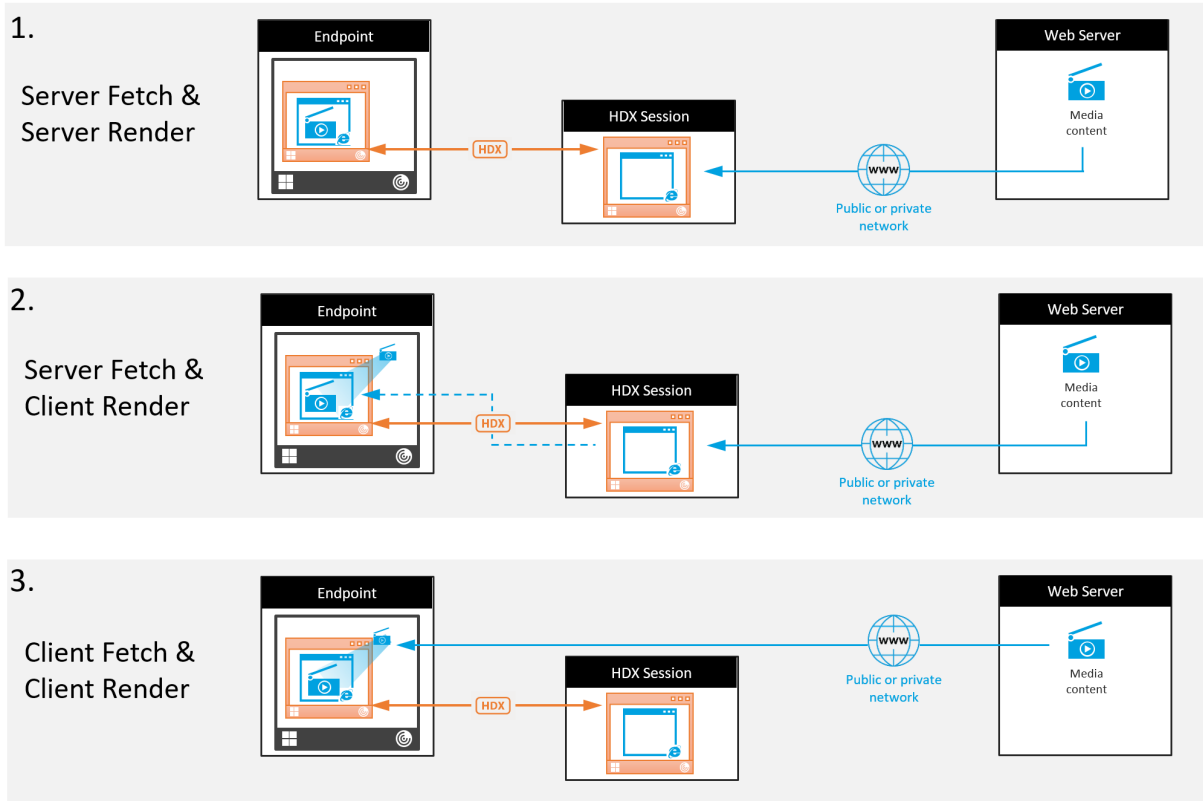 1.
Server Fetch &
Server Render
Endpoint
HDX
HDX Session
www
Public or private
network
Web Server
Media
content
2.
Server Fetch &
Client Render
Endpoint
HDX
HDX Session
www
Public or private
network
Web Server
Media
content
3.
Client Fetch &
Client Render
Endpoint
HDX
HDX Session
www
Public or private
network
Web Server
Media
content